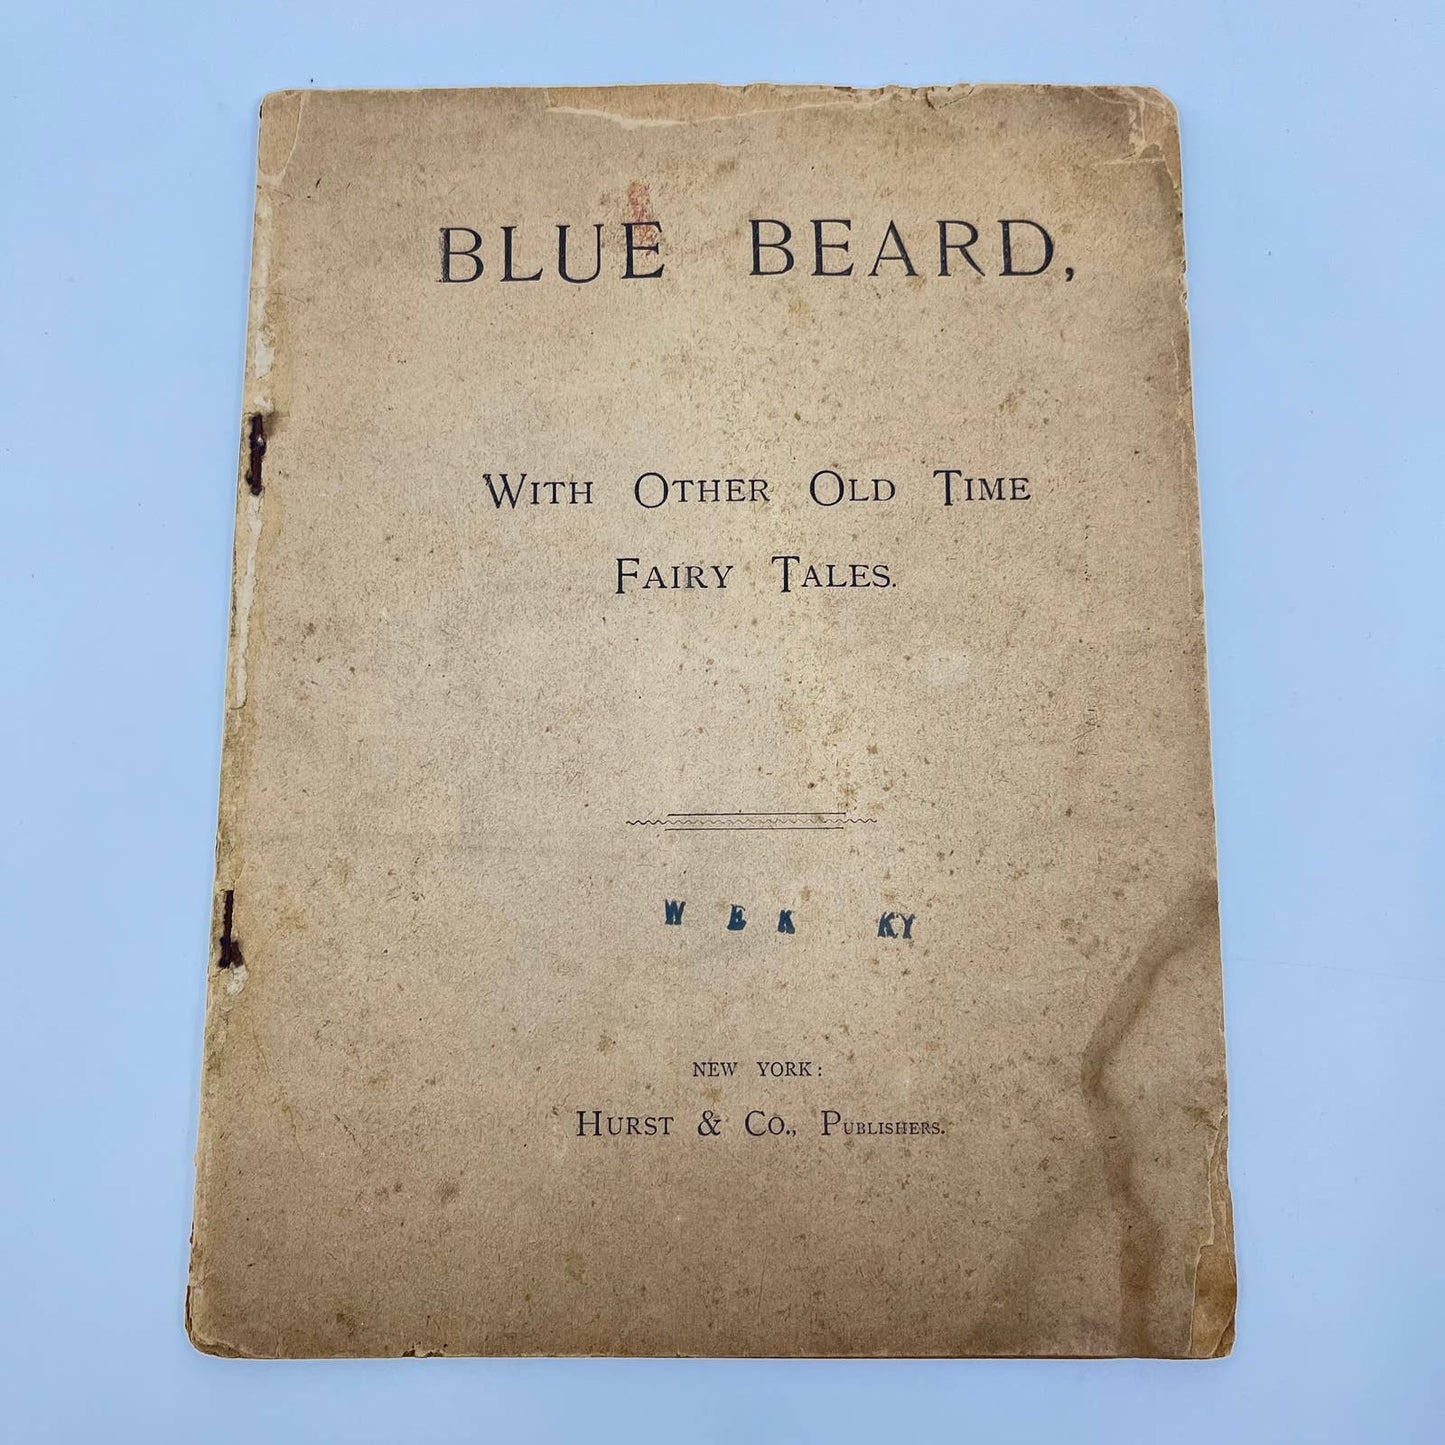 BLUE BEARD,
WITH OTHER OLD TIME
FAIRY TALES.
W E K KY
NEW YORK:
HURST & CO., PUBLISHERS.